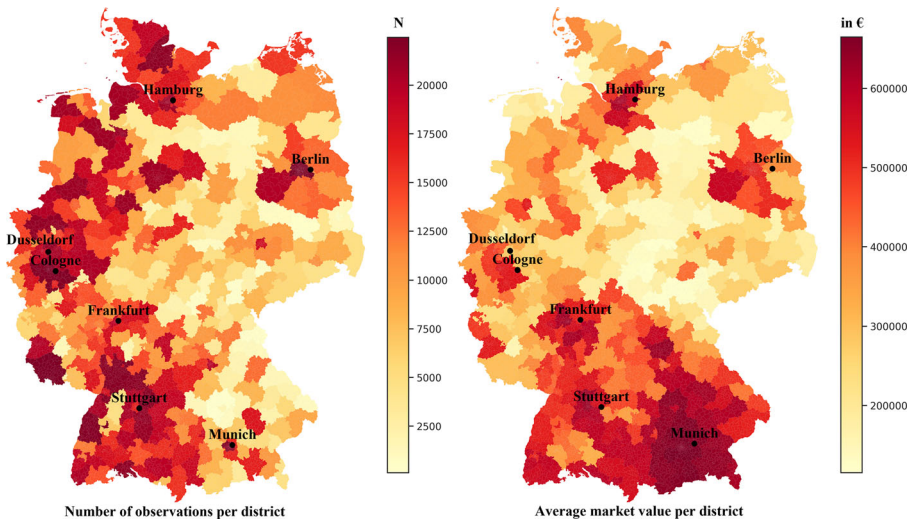 N
20000
17500
15000
12500
10000
7500
5000
2500
Hamburg
Berlin
Dusseldorf
Cologne
Frankfurt
Stuttgart
Munich
Number of observations per district
in €
600000
500000
400000
300000
200000
Hamburg
Berlin
Dusseldorf
Cologne
Frankfurt
Stuttgart
Munich
Average market value per district